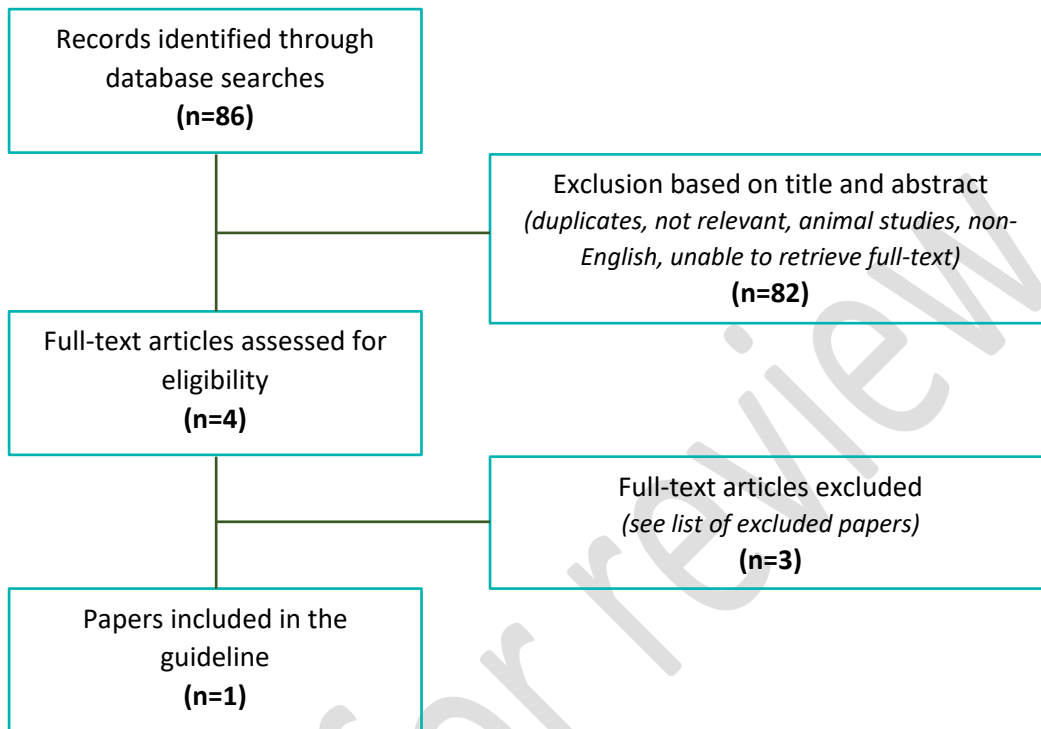 Records identified through
database searches
(n=86)
Exclusion based on title and abstract
(duplicates, not relevant, animal studies, non-
English, unable to retrieve full-text)
(n=82)
Full-text articles assessed for
eligibility
(n=4)
Full-text articles excluded
(see list of excluded papers)
(n=3)
Papers included in the
guideline
(n=1)
for review